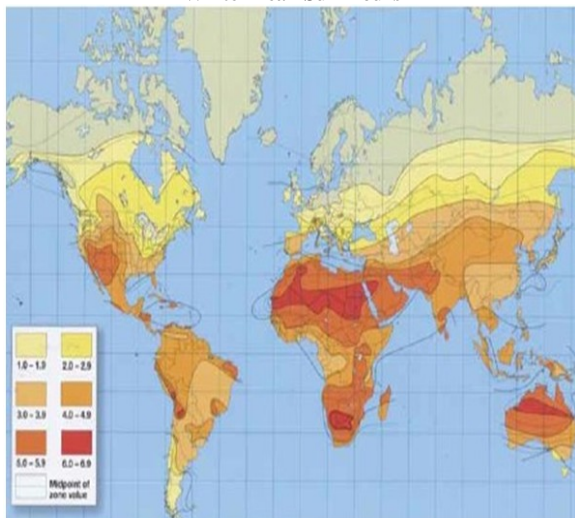 1.0 – 1.9 2.0 – 2.9
3.0 – 3.9 4.0 – 4.9
5.0 – 5.9 6.0 – 6.9
Midpoint of
zone value